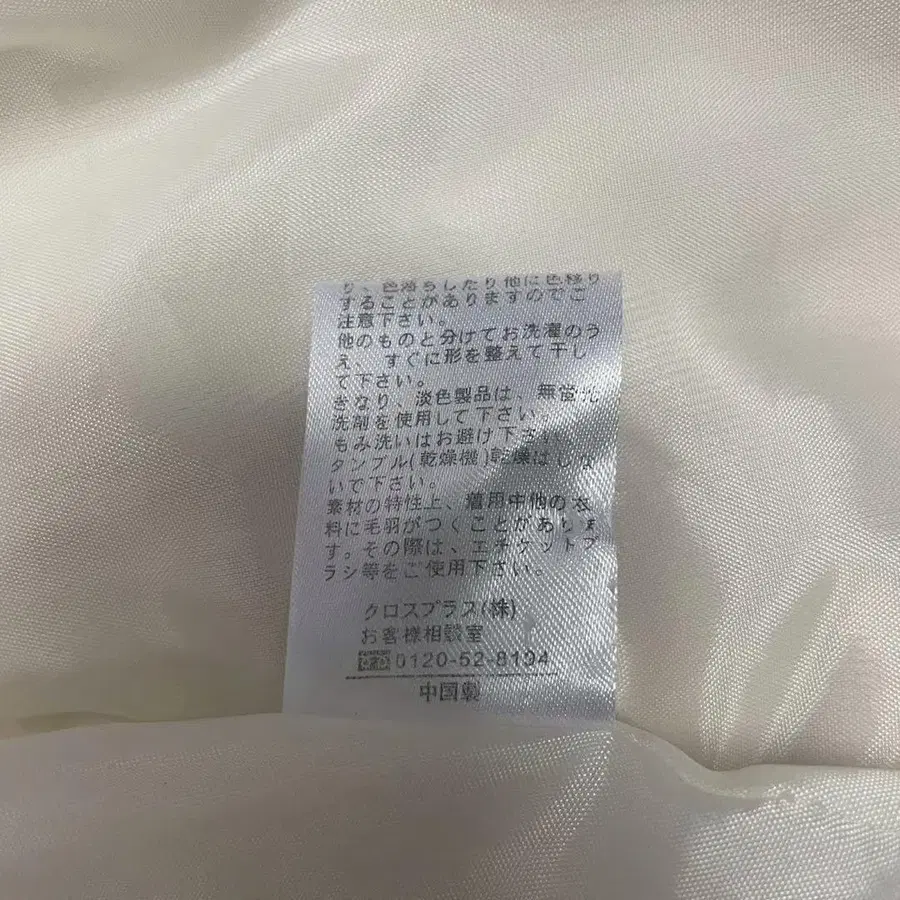 り、色落ちしたり他に色移り
することがありますのでご
注意下さい。
他のものと分けてお洗濯のう
え すぐに形を整えて干し
て下さい。
きなり、淡色製品は、無蛍光
洗剤を使用して下さい。
もみ洗いはお避け下さい。
タンブル(乾燥機)乾燥はしな
いで下さい。
素材の特性上、着用中他の衣
料に毛羽がつくことがありま
す。その際は、エチケットブ
ラシ等をご使用下さい。
クロスプラス(株)
お客様相談室
0120-52-8194
中国製